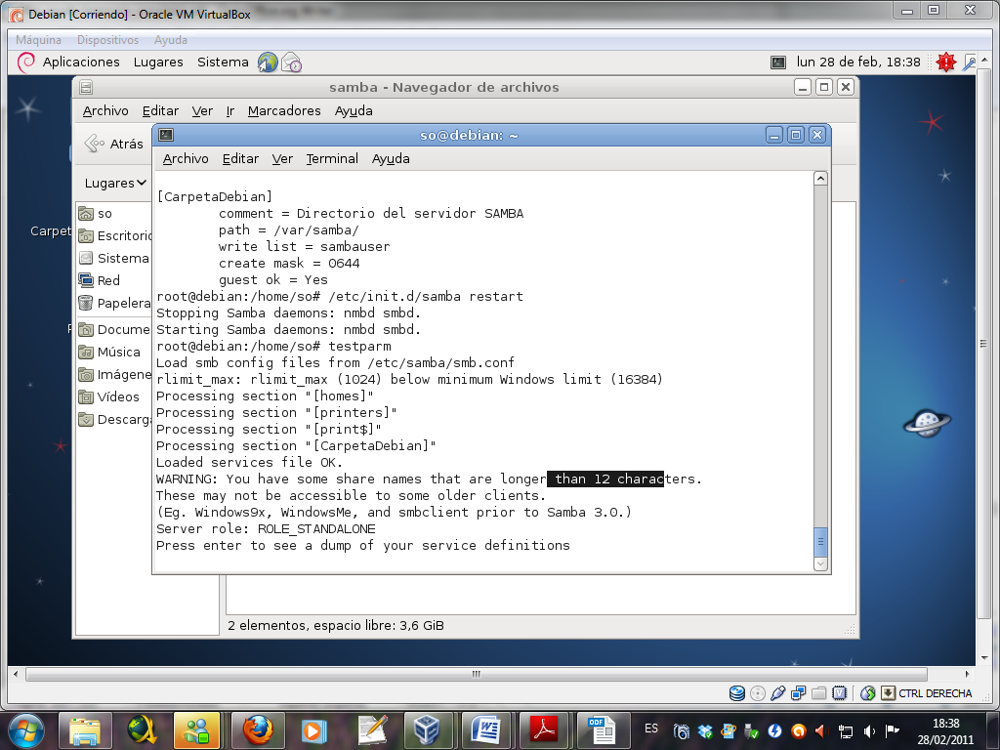 Debian [Corriendo] - Oracle VM VirtualBox
Máquina Dispositivos Ayuda
Aplicaciones Lugares Sistema lun 28 de feb, 18:38
samba - Navegador de archivos
Archivo Editar Ver Ir Marcadores Ayuda
Atrás
Lugares
so
Escritorio
Sistema
Red
Papelera
Docume
Música
Imágene
Vídeos
Descarga
Carpet
so@debian: ~
Archivo Editar Ver Terminal Ayuda
[CarpetaDebian]
comment = Directorio del servidor SAMBA
path = /var/samba/
write list = sambauser
create mask = 0644
guest ok = Yes
root@debian:/home/so# /etc/init.d/samba restart
Stopping Samba daemons: nmbd smbd.
Starting Samba daemons: nmbd smbd.
root@debian:/home/so# testparm
Load smb config files from /etc/samba/smb.conf
rlimit_max: rlimit_max (1024) below minimum Windows limit (16384)
Processing section "[homes]"
Processing section "[printers]"
Processing section "[print$]"
Processing section "[CarpetaDebian]"
Loaded services file OK.
WARNING: You have some share names that are longer than 12 characters.
These may not be accessible to some older clients.
(Eg. Windows9x, WindowsMe, and smbclient prior to Samba 3.0.)
Server role: ROLE_STANDALONE
Press enter to see a dump of your service definitions
2 elementos, espacio libre: 3,6 GiB
CTRL DERECHA
ODF
ES
18:38
28/02/2011